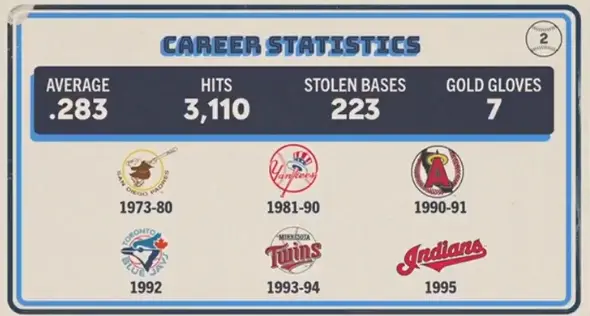 CAREER STATISTICS
2
AVERAGE HITS STOLEN BASES GOLD GLOVES
.283 3,110 223 7
SAN DIEGO PADRES
Yankees
A
1973-80 1981-90 1990-91
TORONTO
BLUE JAYS
MINNESOTA
Twins
Indians
1992 1993-94 1995